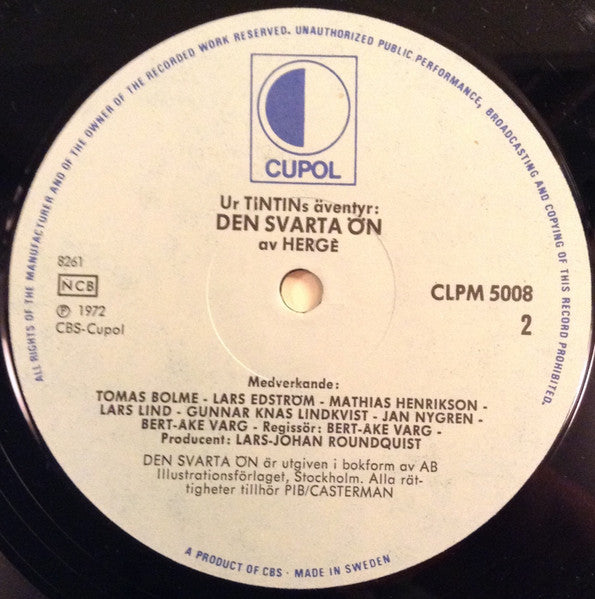 ALL RIGHTS OF THE MANUFACTURER AND OF THE OWNER OF THE RECORDED WORK RESERVED. UNAUTHORIZED PUBLIC PERFORMANCE, BROADCASTING AND COPYING OF THIS RECORD PROHIBITED.
CUPOL
Ur TiNTINs äventyr:
DEN SVARTA ÖN
av HERGÈ
8261
NCB
Ⓟ 1972
CBS-Cupol
CLPM 5008
2
Medverkande:
TOMAS BOLME - LARS EDSTRÖM - MATHIAS HENRIKSON -
LARS LIND - GUNNAR KNAS LINDKVIST - JAN NYGREN -
BERT-ÅKE VARG - Regissör: BERT-ÅKE VARG -
Producent: LARS-JOHAN ROUNDQUIST
DEN SVARTA ÖN är utgiven i bokform av AB
Illustrationsförlaget, Stockholm. Alla rät-
tigheter tillhör PIB/CASTERMAN
A PRODUCT OF CBS · MADE IN SWEDEN